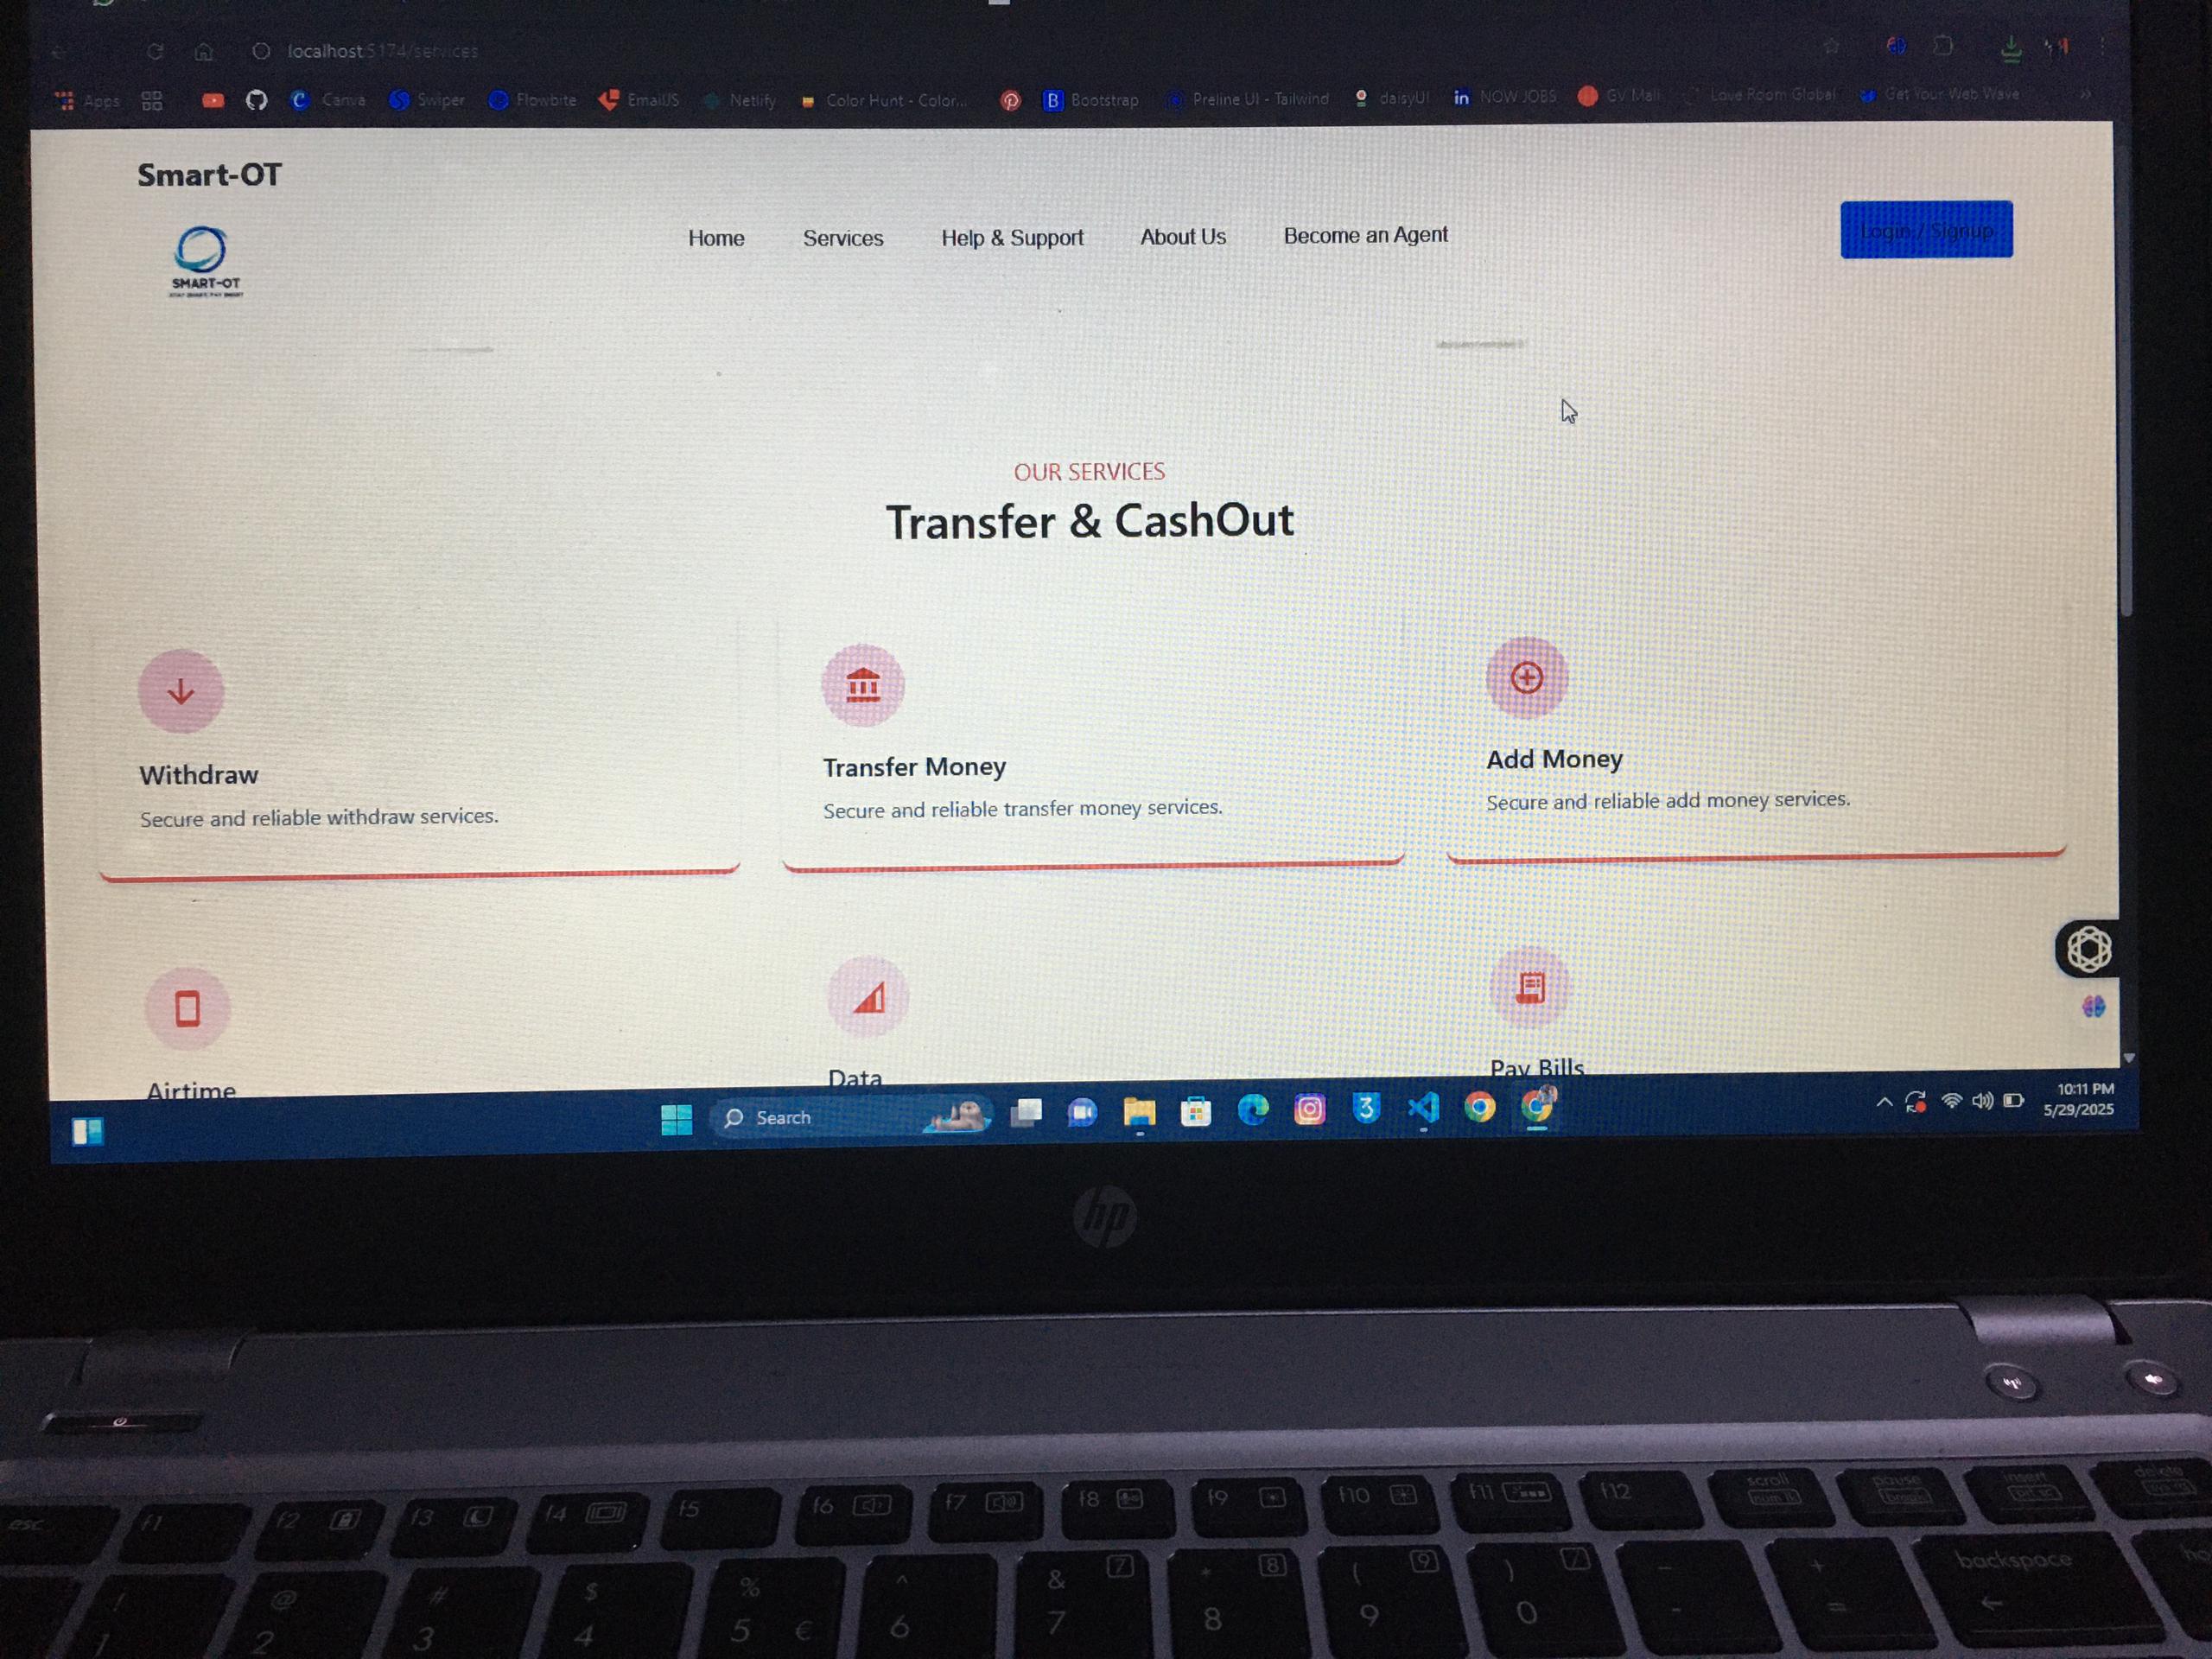 localhost:5174/services
Apps Canva Swiper Flowbite EmailJS Netlify Color Hunt - Color... B Bootstrap Preline UI - Tailwind daisyUI in NOW JOBS GV Mall Love Room Global Get Your Web Wave »
Smart-OT
SMART-OT
Home Services Help & Support About Us Become an Agent Login / Signup
OUR SERVICES
Transfer & CashOut
Withdraw Transfer Money Add Money
Secure and reliable withdraw services. Secure and reliable transfer money services. Secure and reliable add money services.
Airtime Data Pay Bills
Search
10:11 PM
5/29/2025
hp
esc f1 f2 f3 f4 f5 f6 f7 f8 f9 f10 f11 f12 scroll pause insert delete
! @ # $ % ^ & 7 * 8 ( 9 ) / - + backspace
1 2 3 4 5 € 6 7 8 9 0 - =